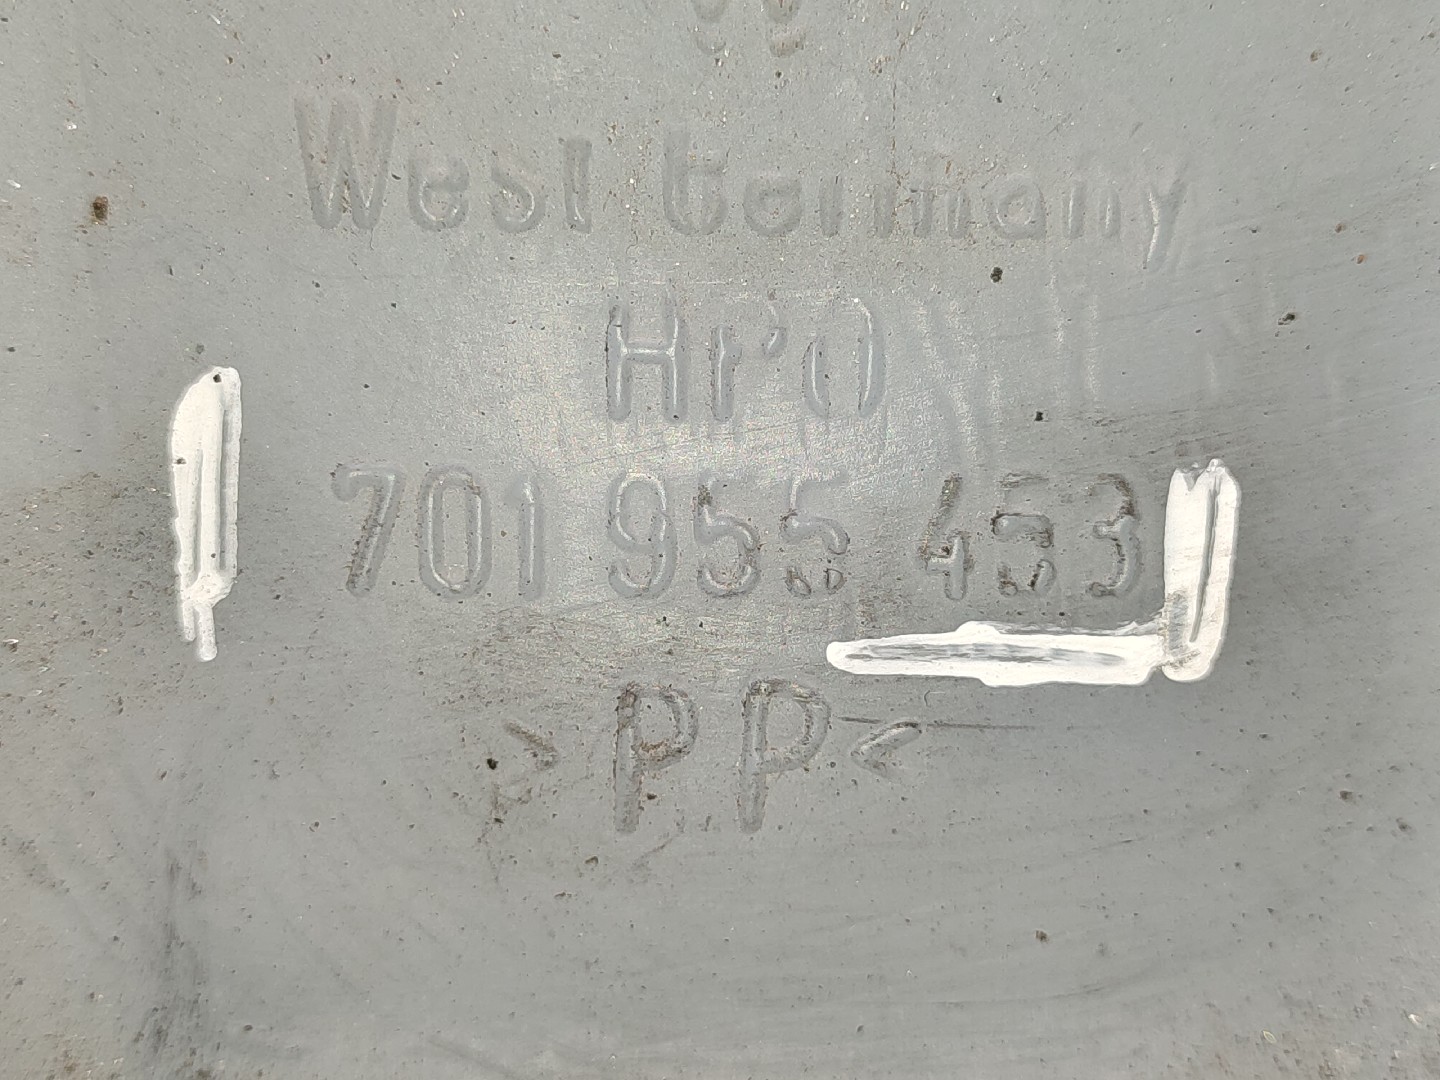 West Germany
HPO
701 955 453
>PP<